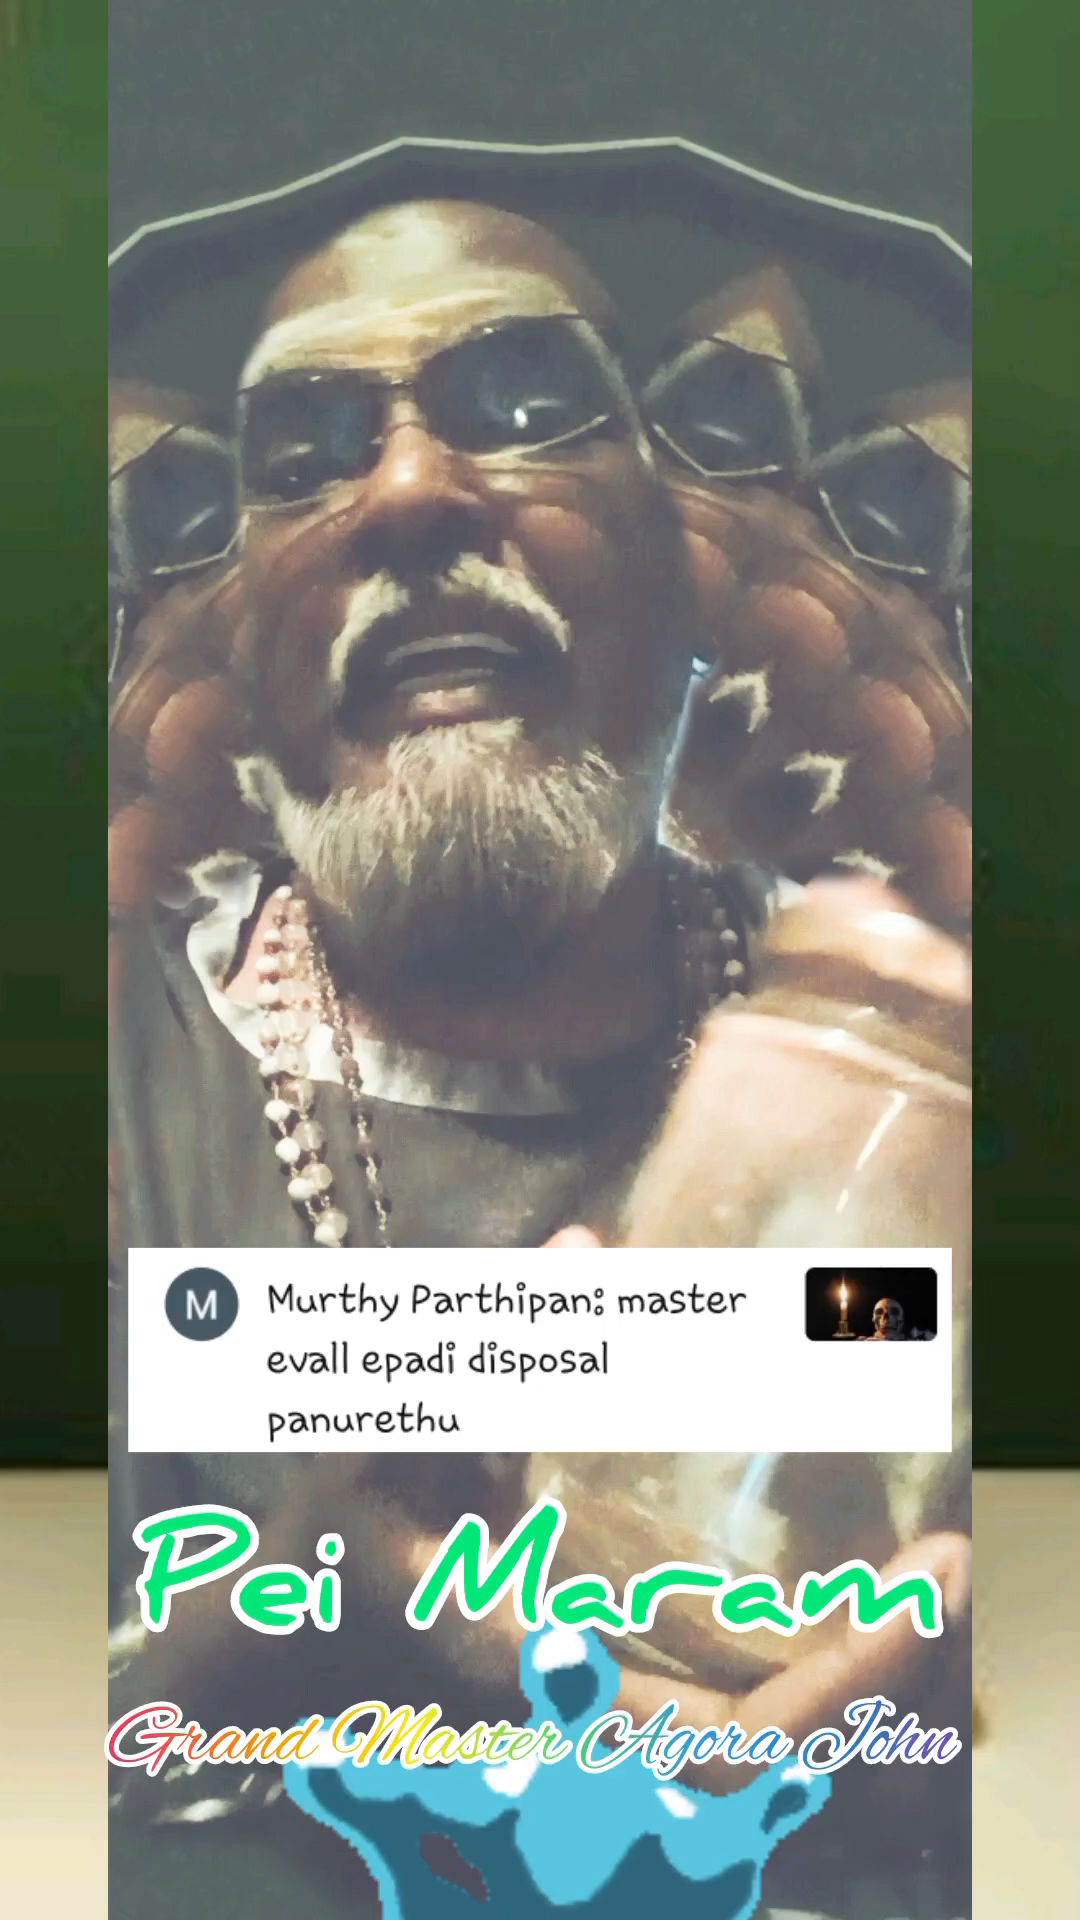 M
Murthy Parthipan: master
evall epadi disposal
panurethu
Pei Maram
Grand Master Agora John